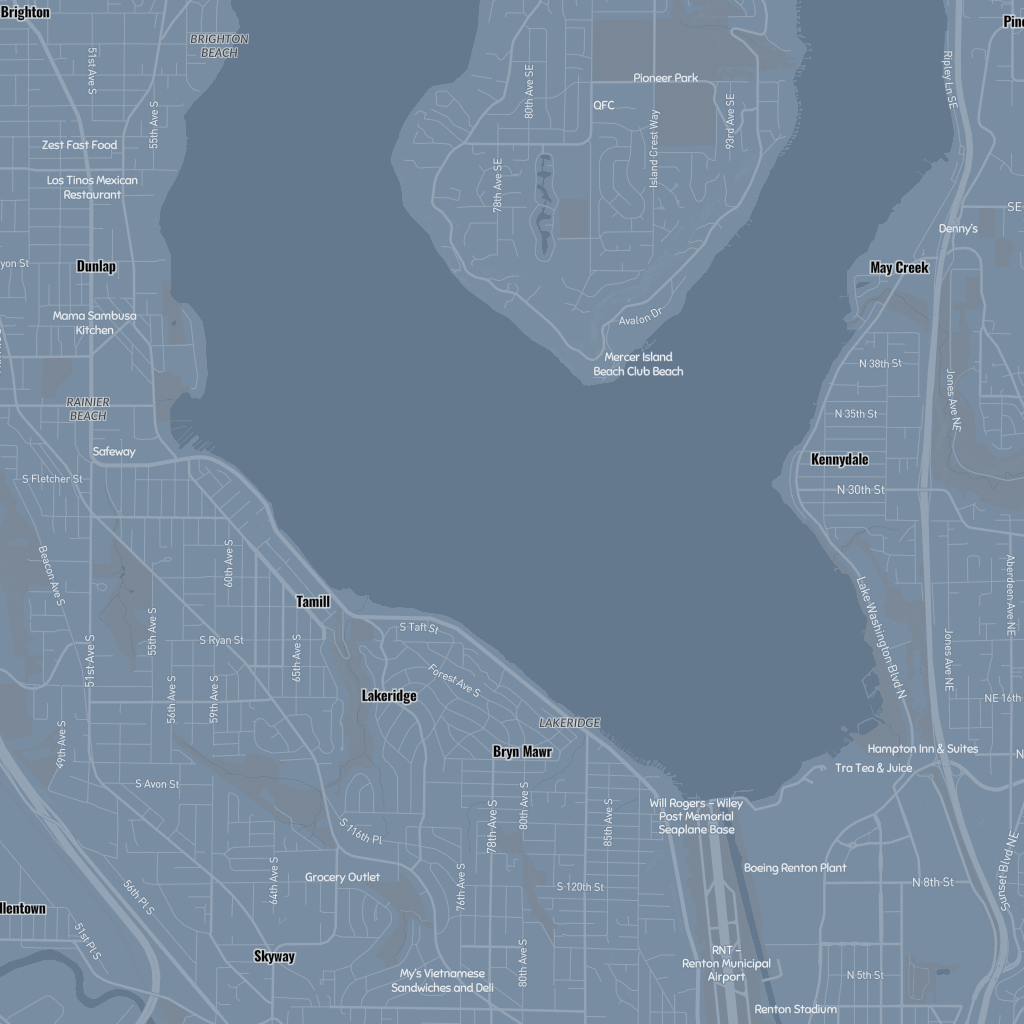 Brighton
BRIGHTON
BEACH
51st Ave S
55th Ave S
80th Ave SE
Pioneer Park
QFC
93rd Ave SE
Island Crest Way
78th Ave SE
Ripley Ln SE
Zest Fast Food
Los Tinos Mexican
Restaurant
Dunlap
yon St
Mama Sambusa
Kitchen
SE
Denny's
May Creek
Avalon Dr
Mercer Island
Beach Club Beach
N 38th St
Jones Ave NE
N 35th St
Kennydale
N 30th St
RAINIER
BEACH
Safeway
S Fletcher St
Beacon Ave S
60th Ave S
Tamill
S Taft St
S Ryan St
65th Ave S
55th Ave S
51st Ave S
56th Ave S
59th Ave S
49th Ave S
Lakeridge
Forest Ave S
LAKERIDGE
Bryn Mawr
Lake Washington Blvd N
Aberdeen Ave NE
Jones Ave NE
NE 16th
Hampton Inn & Suites
Tra Tea & Juice
N
S Avon St
S 116th Pl
78th Ave S
80th Ave S
85th Ave S
Will Rogers – Wiley
Post Memorial
Seaplane Base
Boeing Renton Plant
N 8th St
Sunset Blvd NE
64th Ave S
Grocery Outlet
76th Ave S
S 120th St
56th Pl S
51st Pl S
llentown
Skyway
80th Ave S
My's Vietnamese
Sandwiches and Deli
RNT –
Renton Municipal
Airport
N 5th St
Renton Stadium